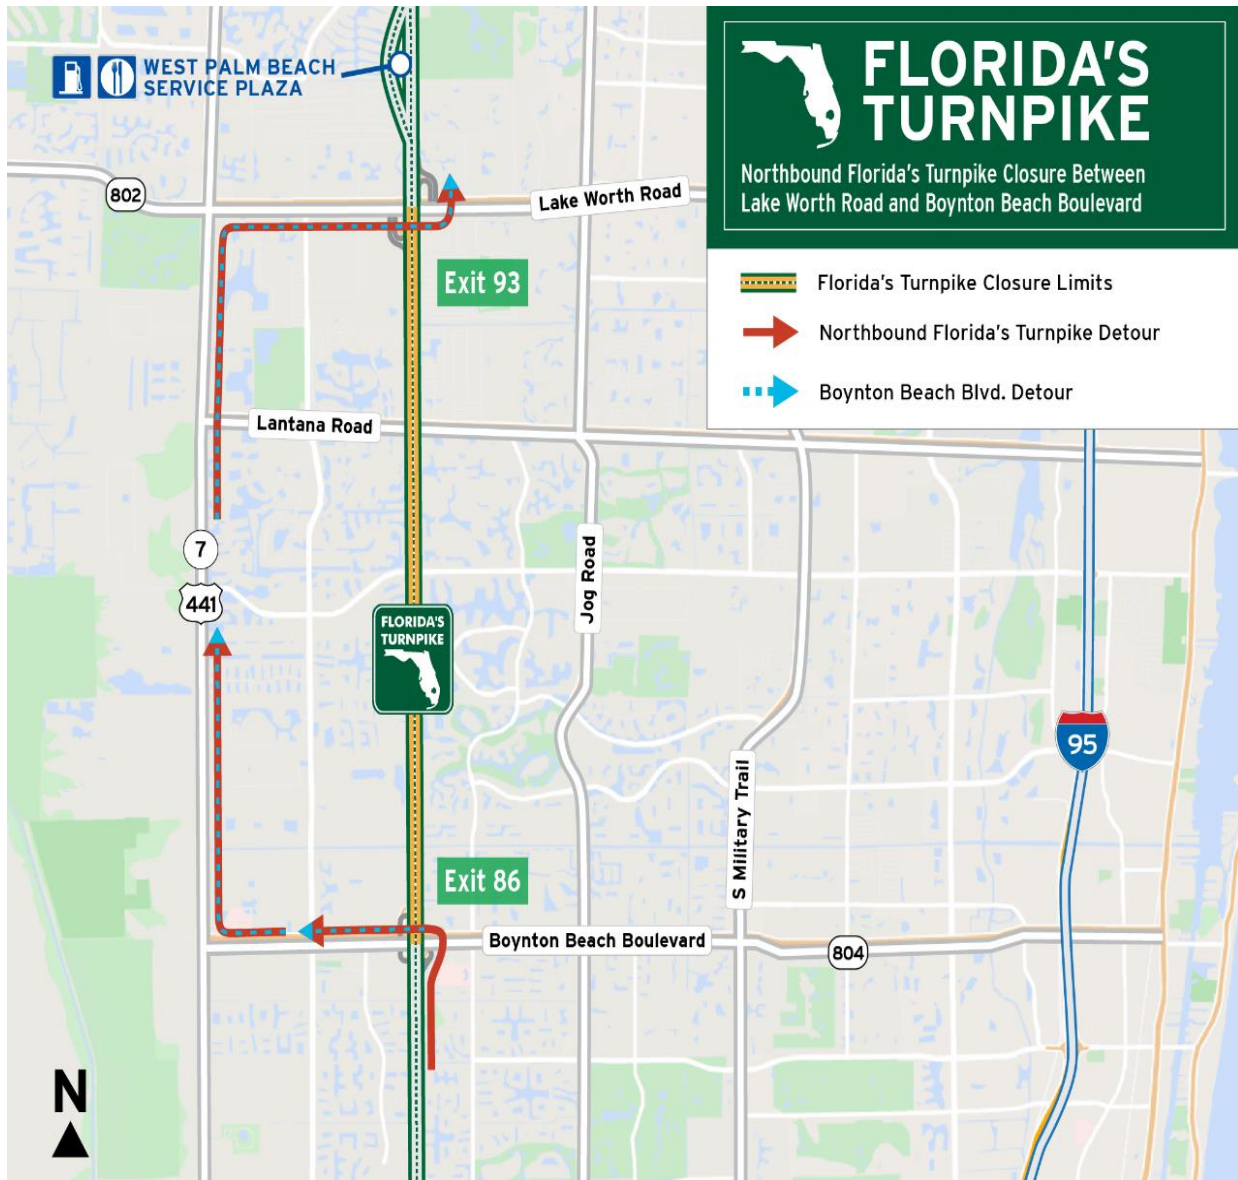 WEST PALM BEACH
SERVICE PLAZA
FLORIDA'S
TURNPIKE
Northbound Florida's Turnpike Closure Between
Lake Worth Road and Boynton Beach Boulevard
Florida's Turnpike Closure Limits
Northbound Florida's Turnpike Detour
Boynton Beach Blvd. Detour
802
Lake Worth Road
Exit 93
Lantana Road
7
441
Jog Road
FLORIDA'S
TURNPIKE
95
S Military Trail
Exit 86
Boynton Beach Boulevard
804
N